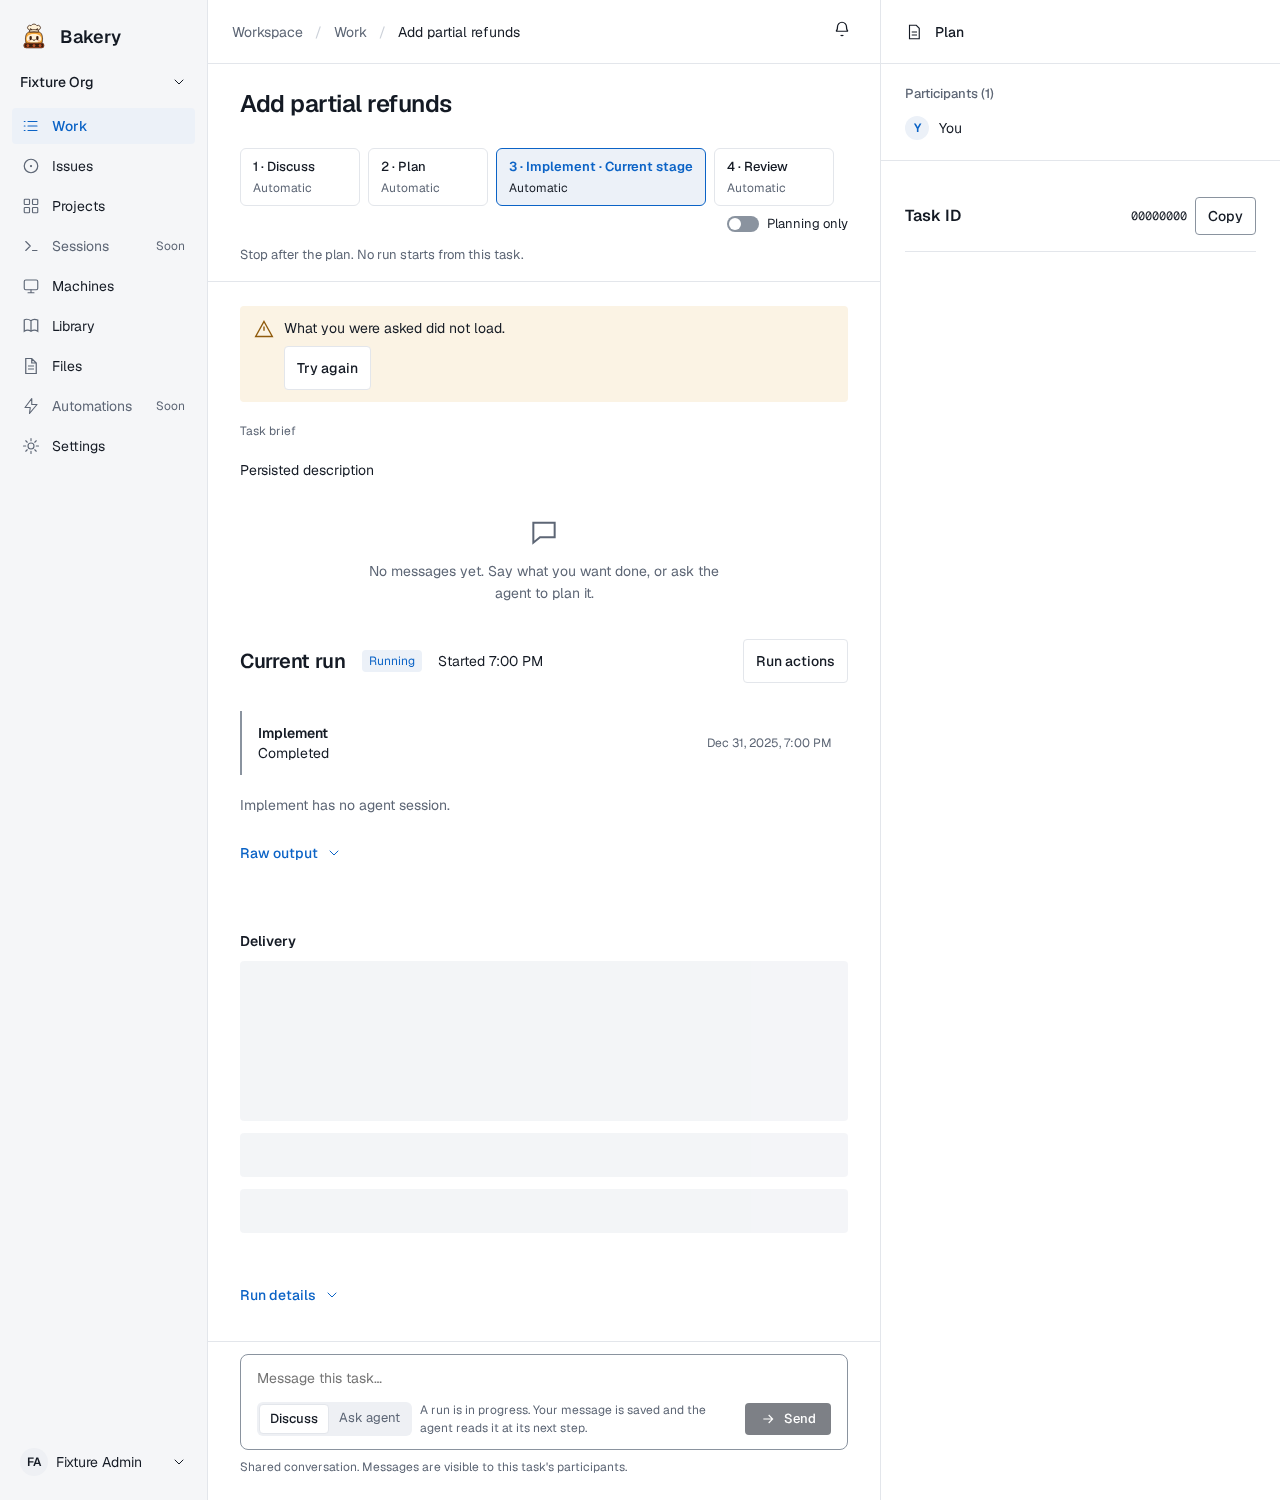 Bakery
Fixture Org
Work
Issues
Projects
Sessions Soon
Machines
Library
Files
Automations Soon
Settings
FA Fixture Admin
Workspace / Work / Add partial refunds
Add partial refunds
1 · Discuss
Automatic
2 · Plan
Automatic
3 · Implement · Current stage
Automatic
4 · Review
Automatic
Planning only
Stop after the plan. No run starts from this task.
What you were asked did not load.
Try again
Task brief
Persisted description
No messages yet. Say what you want done, or ask the
agent to plan it.
Current run Running Started 7:00 PM Run actions
Implement
Completed
Dec 31, 2025, 7:00 PM
Implement has no agent session.
Raw output
Delivery
Run details
Message this task...
Discuss Ask agent
A run is in progress. Your message is saved and the
agent reads it at its next step.
Send
Shared conversation. Messages are visible to this task's participants.
Plan
Participants (1)
Y You
Task ID 00000000 Copy